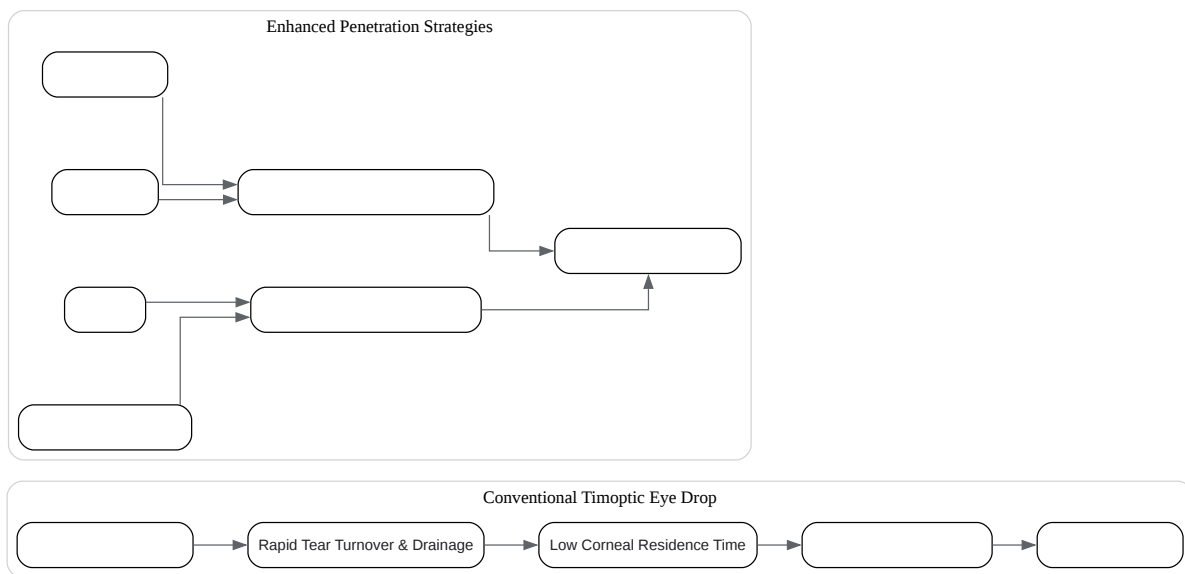 Enhanced Penetration Strategies
Conventional Timoptic Eye Drop
Rapid Tear Turnover & Drainage
Low Corneal Residence Time